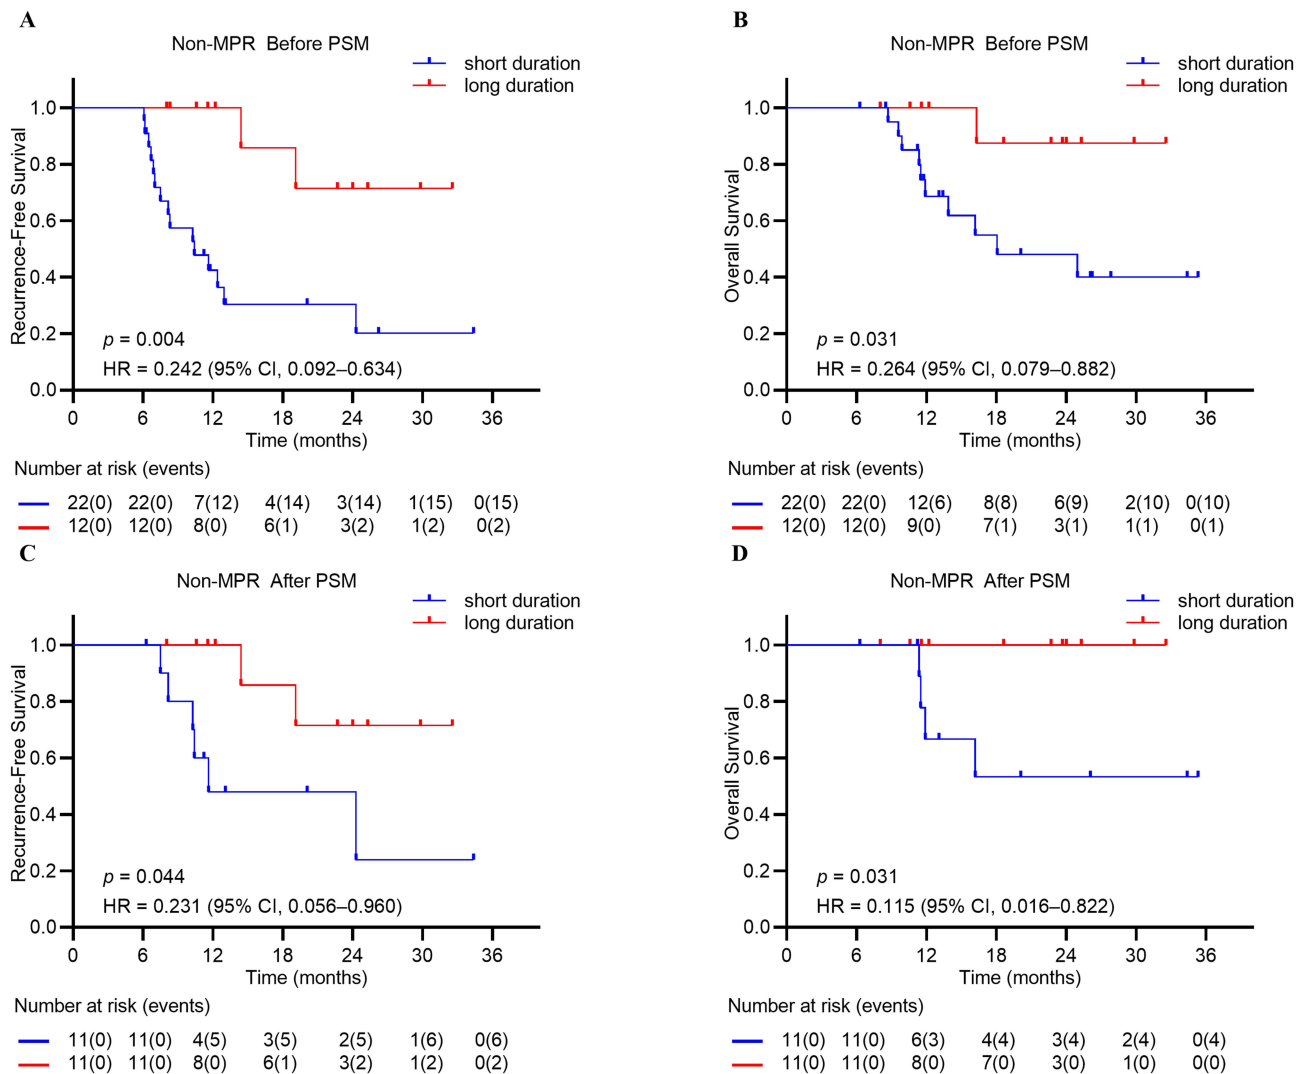 A
Non-MPR Before PSM
short duration
long duration
Recurrence-Free Survival
1.0
0.8
0.6
0.4
0.2
0.0
p = 0.004
HR = 0.242 (95% CI, 0.092–0.634)
0 6 12 18 24 30 36
Time (months)
Number at risk (events)
22(0) 22(0) 7(12) 4(14) 3(14) 1(15) 0(15)
12(0) 12(0) 8(0) 6(1) 3(2) 1(2) 0(2)
B
Non-MPR Before PSM
short duration
long duration
Overall Survival
1.0
0.8
0.6
0.4
0.2
0.0
p = 0.031
HR = 0.264 (95% CI, 0.079–0.882)
0 6 12 18 24 30 36
Time (months)
Number at risk (events)
22(0) 22(0) 12(6) 8(8) 6(9) 2(10) 0(10)
12(0) 12(0) 9(0) 7(1) 3(1) 1(1) 0(1)
C
Non-MPR After PSM
short duration
long duration
Recurrence-Free Survival
1.0
0.8
0.6
0.4
0.2
0.0
p = 0.044
HR = 0.231 (95% CI, 0.056–0.960)
0 6 12 18 24 30 36
Time (months)
Number at risk (events)
11(0) 11(0) 4(5) 3(5) 2(5) 1(6) 0(6)
11(0) 11(0) 8(0) 6(1) 3(2) 1(2) 0(2)
D
Non-MPR After PSM
short duration
long duration
Overall Survival
1.0
0.8
0.6
0.4
0.2
0.0
p = 0.031
HR = 0.115 (95% CI, 0.016–0.822)
0 6 12 18 24 30 36
Time (months)
Number at risk (events)
11(0) 11(0) 6(3) 4(4) 3(4) 2(4) 0(4)
11(0) 11(0) 8(0) 7(0) 3(0) 1(0) 0(0)